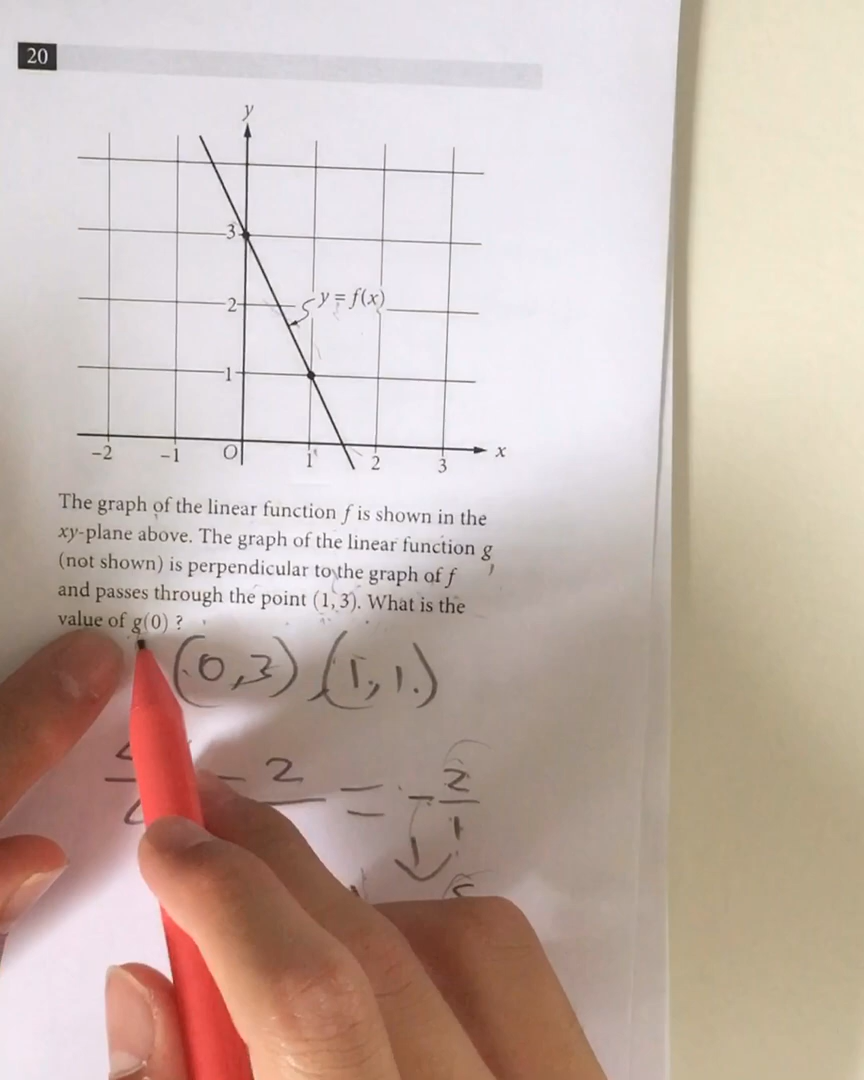 20
y
3
2
y = f(x)
1
-2 -1 O 1 2 3 x
The graph of the linear function f is shown in the
xy-plane above. The graph of the linear function g
(not shown) is perpendicular to the graph of f
and passes through the point (1, 3). What is the
value of g(0) ?
(0,3) (1,1)
- 2 = - 2
1